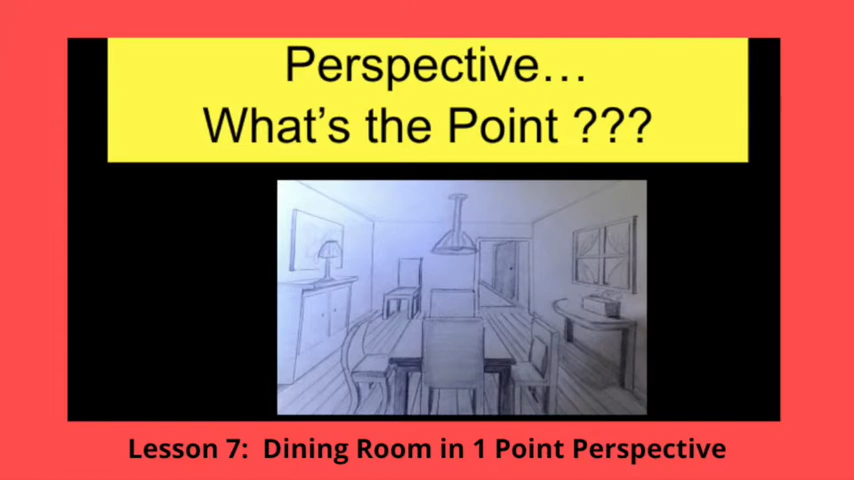 Perspective…
What's the Point ???
Lesson 7:  Dining Room in 1 Point Perspective